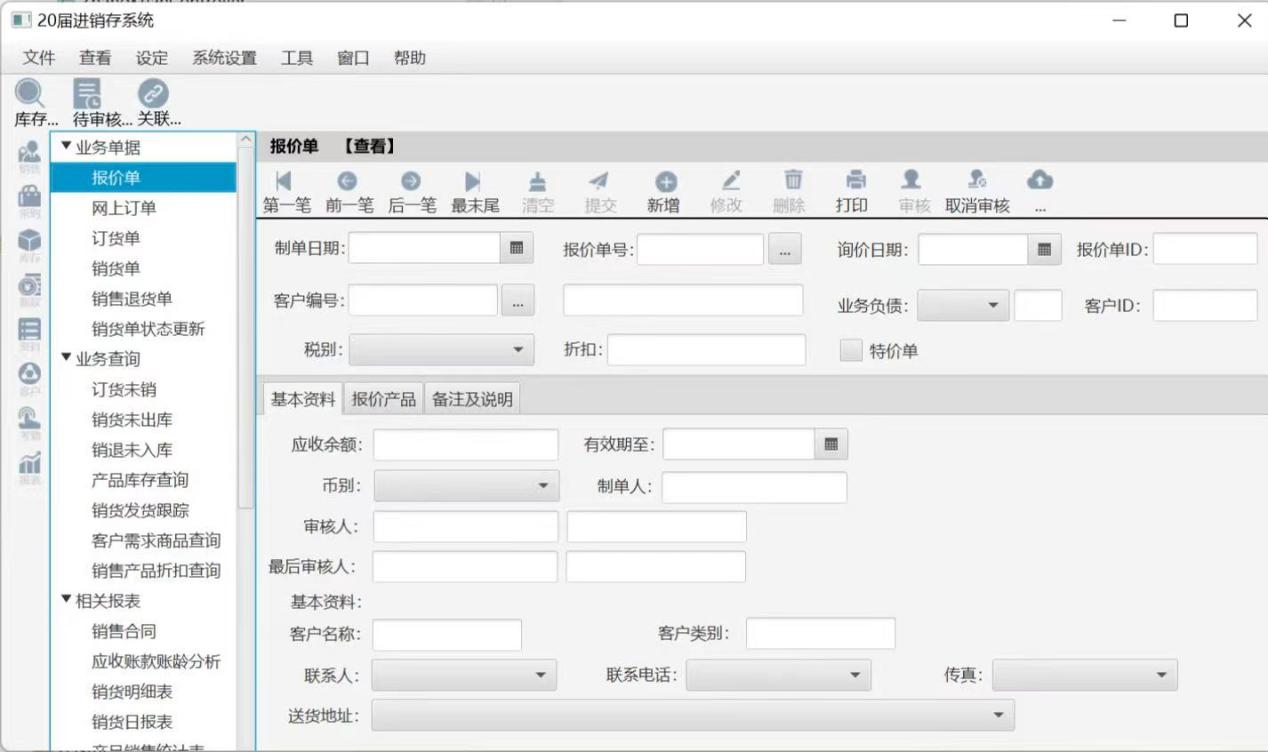 20届进销存系统
文件 查看 设定 系统设置 工具 窗口 帮助
库存... 待审核... 关联...
业务单据
报价单
网上订单
订货单
销货单
销售退货单
销货单状态更新
业务查询
订货未销
销货未出库
销退未入库
产品库存查询
销货发货跟踪
客户需求商品查询
销售产品折扣查询
相关报表
销售合同
应收账款账龄分析
销货明细表
销货日报表
产品销售统计表
报价单 【查看】
第一笔 前一笔 后一笔 最末尾 清空 提交 新增 修改 删除 打印 审核 取消审核 ...
制单日期: 报价单号: ... 询价日期: 报价单ID:
客户编号: ... 业务负债: 客户ID:
税别: 折扣: 特价单
基本资料 报价产品 备注及说明
应收余额: 有效期至:
币别: 制单人:
审核人:
最后审核人:
基本资料:
客户名称: 客户类别:
联系人: 联系电话: 传真:
送货地址: